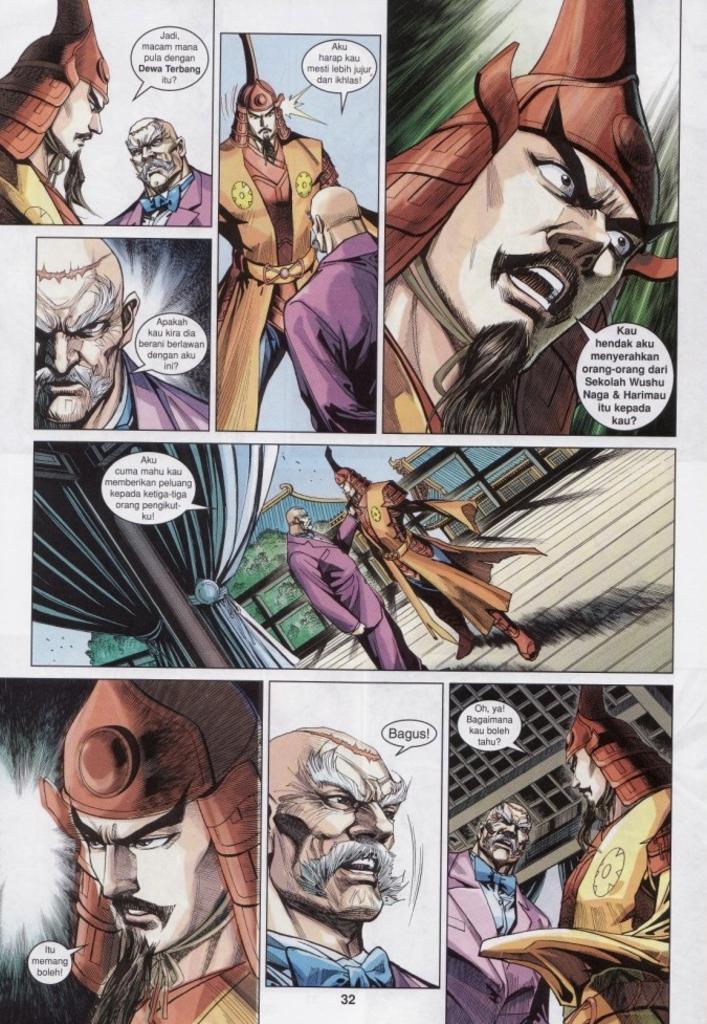 Jadi,
macam mana
pula dengan
Dewa Terbang
itu?
Apakah
kau kira dia
berani berlawan
dengan aku
ini?
Aku
harap kau
mesti lebih jujur
dan ikhlas!
Kau
hendak aku
menyerahkan
orang-orang dari
Sekolah Wushu
Naga & Harimau
itu kepada
kau?
Aku
cuma mahu kau
memberikan peluang
kepada ketiga-tiga
orang pengikut-
ku!
Itu
memang
boleh!
Bagus!
Oh, ya!
Bagaimana
kau boleh
tahu?
32